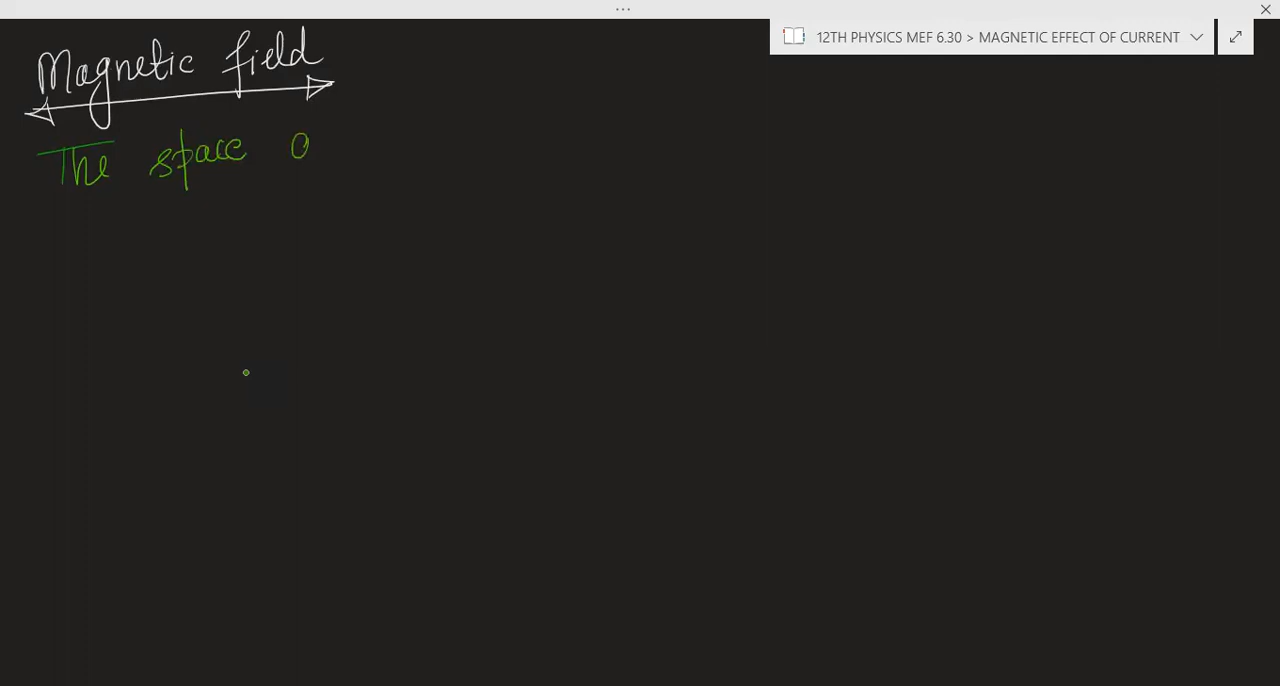 12TH PHYSICS MEF 6.30 > MAGNETIC EFFECT OF CURRENT
Magnetic field
The space o